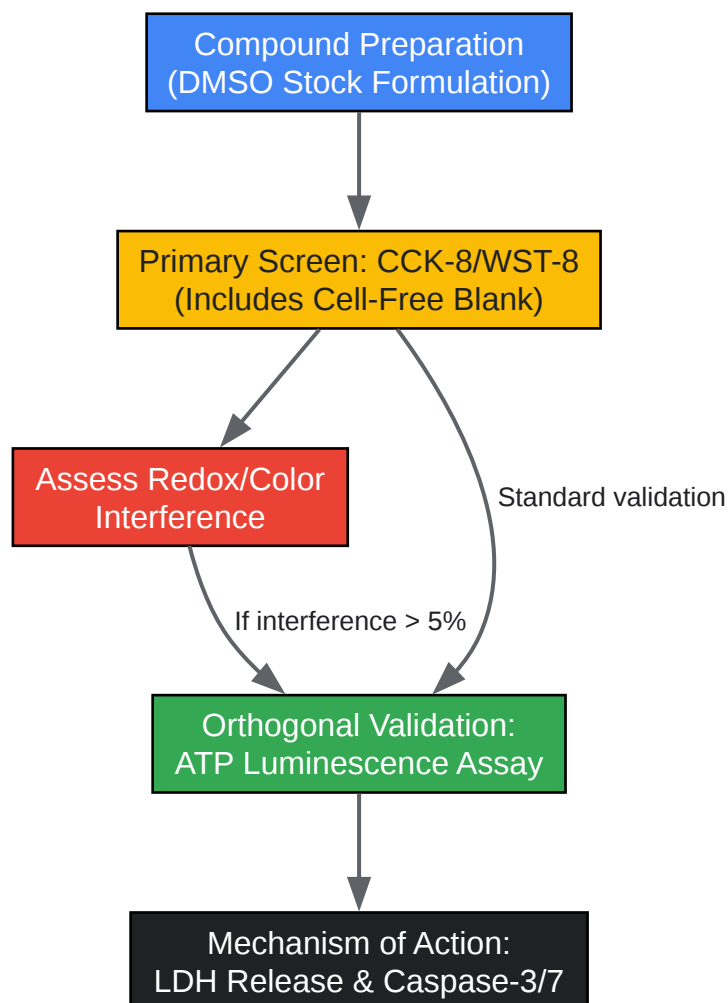 Compound Preparation
(DMSO Stock Formulation)
Primary Screen: CCK-8/WST-8
(Includes Cell-Free Blank)
Assess Redox/Color
Interference
Standard validation
If interference > 5%
Orthogonal Validation:
ATP Luminescence Assay
Mechanism of Action:
LDH Release & Caspase-3/7